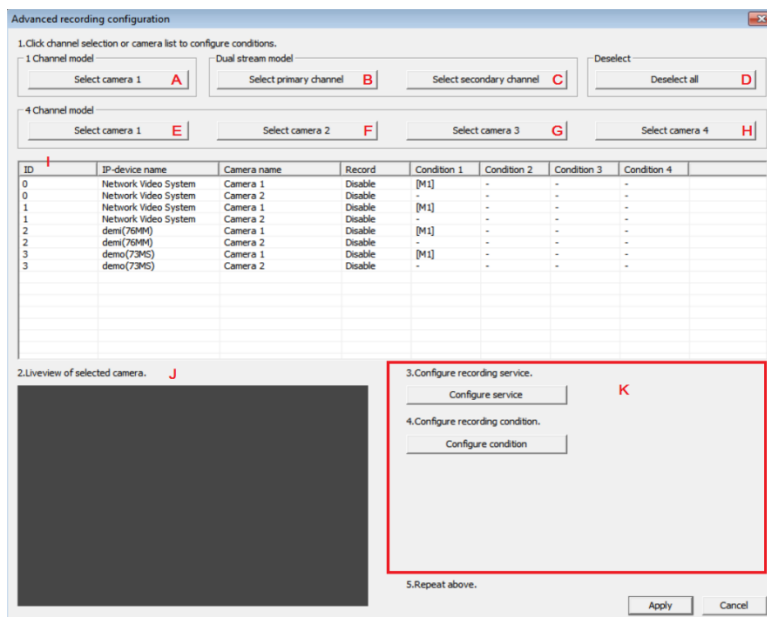 Advanced recording configuration
1.Click channel selection or camera list to configure conditions.
1 Channel model Dual stream model Deselect
Select camera 1 A Select primary channel B Select secondary channel C Deselect all D
4 Channel model
Select camera 1 E Select camera 2 F Select camera 3 G Select camera 4 H
I
ID IP-device name Camera name Record Condition 1 Condition 2 Condition 3 Condition 4
0 Network Video System Camera 1 Disable [M1] - - -
0 Network Video System Camera 2 Disable - - - -
1 Network Video System Camera 1 Disable [M1] - - -
1 Network Video System Camera 2 Disable - - - -
2 demi(76MM) Camera 1 Disable [M1] - - -
2 demi(76MM) Camera 2 Disable - - - -
3 demo(73MS) Camera 1 Disable [M1] - - -
3 demo(73MS) Camera 2 Disable - - - -
2.Liveview of selected camera. J
3.Configure recording service.
Configure service K
4.Configure recording condition.
Configure condition
5.Repeat above.
Apply Cancel